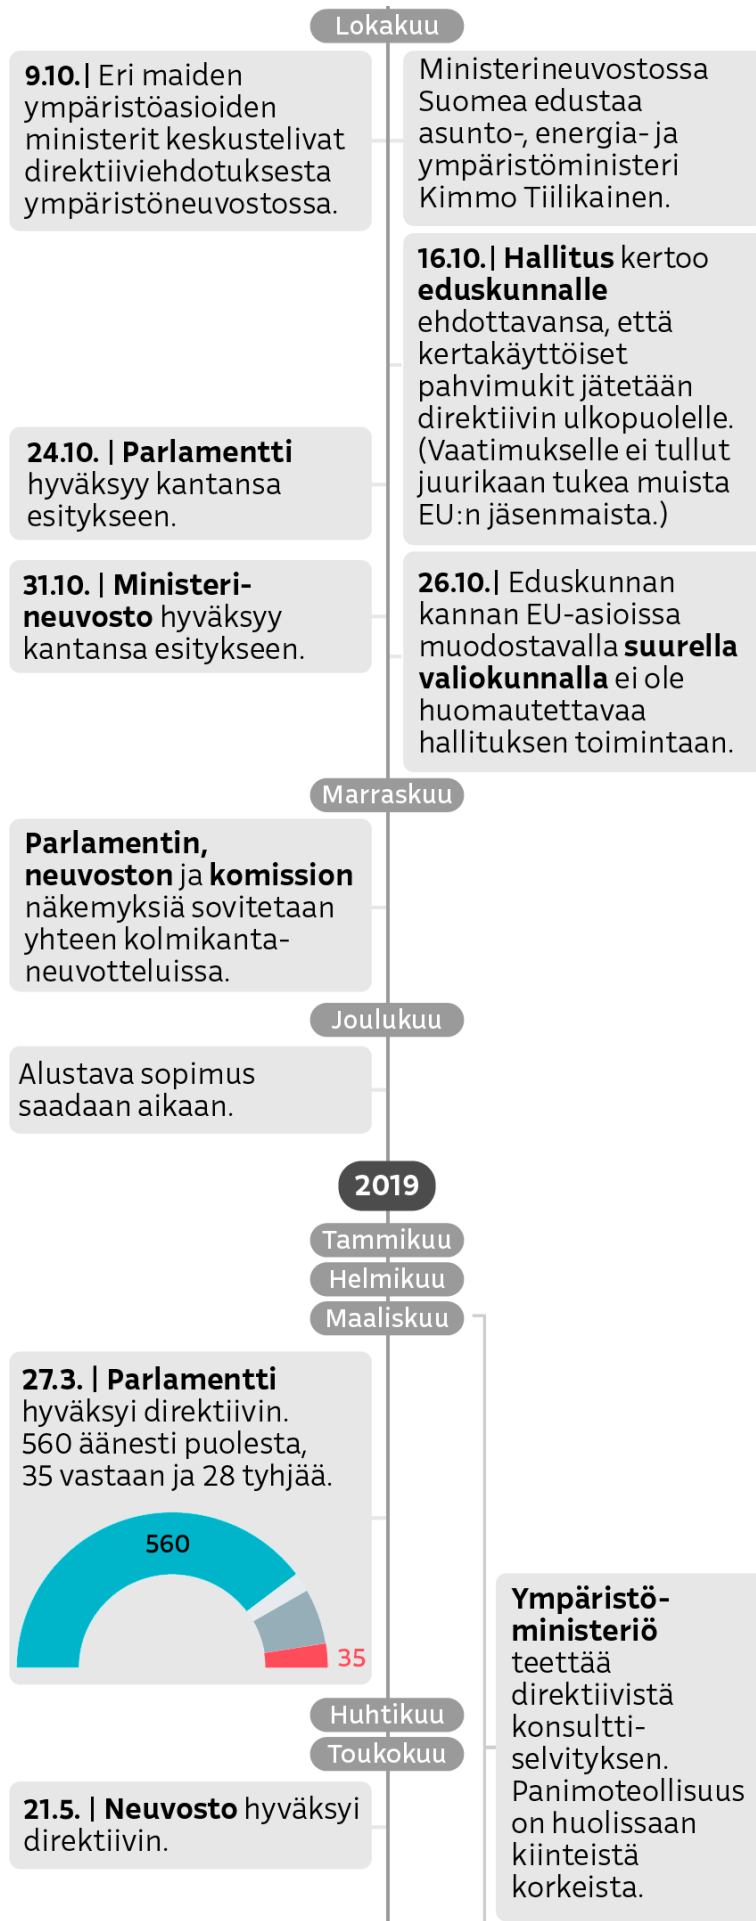 Lokakuu
9.10.| Eri maiden
ympäristöasioiden
ministerit keskustelivat
direktiiviehdotuksesta
ympäristöneuvostossa.
Ministerineuvostossa
Suomea edustaa
asunto-, energia- ja
ympäristöministeri
Kimmo Tiilikainen.
16.10.| Hallitus kertoo
eduskunnalle
ehdottavansa, että
kertakäyttöiset
pahvimukit jätetään
direktiivin ulkopuolelle.
(Vaatimukselle ei tullut
juurikaan tukea muista
EU:n jäsenmaista.)
24.10. | Parlamentti
hyväksyy kantansa
esitykseen.
26.10.| Eduskunnan
kannan EU-asioissa
muodostavalla suurella
valiokunnalla ei ole
huomautettavaa
hallituksen toimintaan.
31.10. | Ministeri-
neuvosto hyväksyy
kantansa esitykseen.
Marraskuu
Parlamentin,
neuvoston ja komission
näkemyksiä sovitetaan
yhteen kolmikanta-
neuvotteluissa.
Joulukuu
Alustava sopimus
saadaan aikaan.
2019
Tammikuu
Helmikuu
Maaliskuu
27.3. | Parlamentti
hyväksyi direktiivin.
560 äänesti puolesta,
35 vastaan ja 28 tyhjää.
560
35
Ympäristö-
ministeriö
teettää
direktiivistä
konsultti-
selvityksen.
Panimoteollisuus
on huolissaan
kiinteistä
korkeista.
Huhtikuu
Toukokuu
21.5. | Neuvosto hyväksyi
direktiivin.